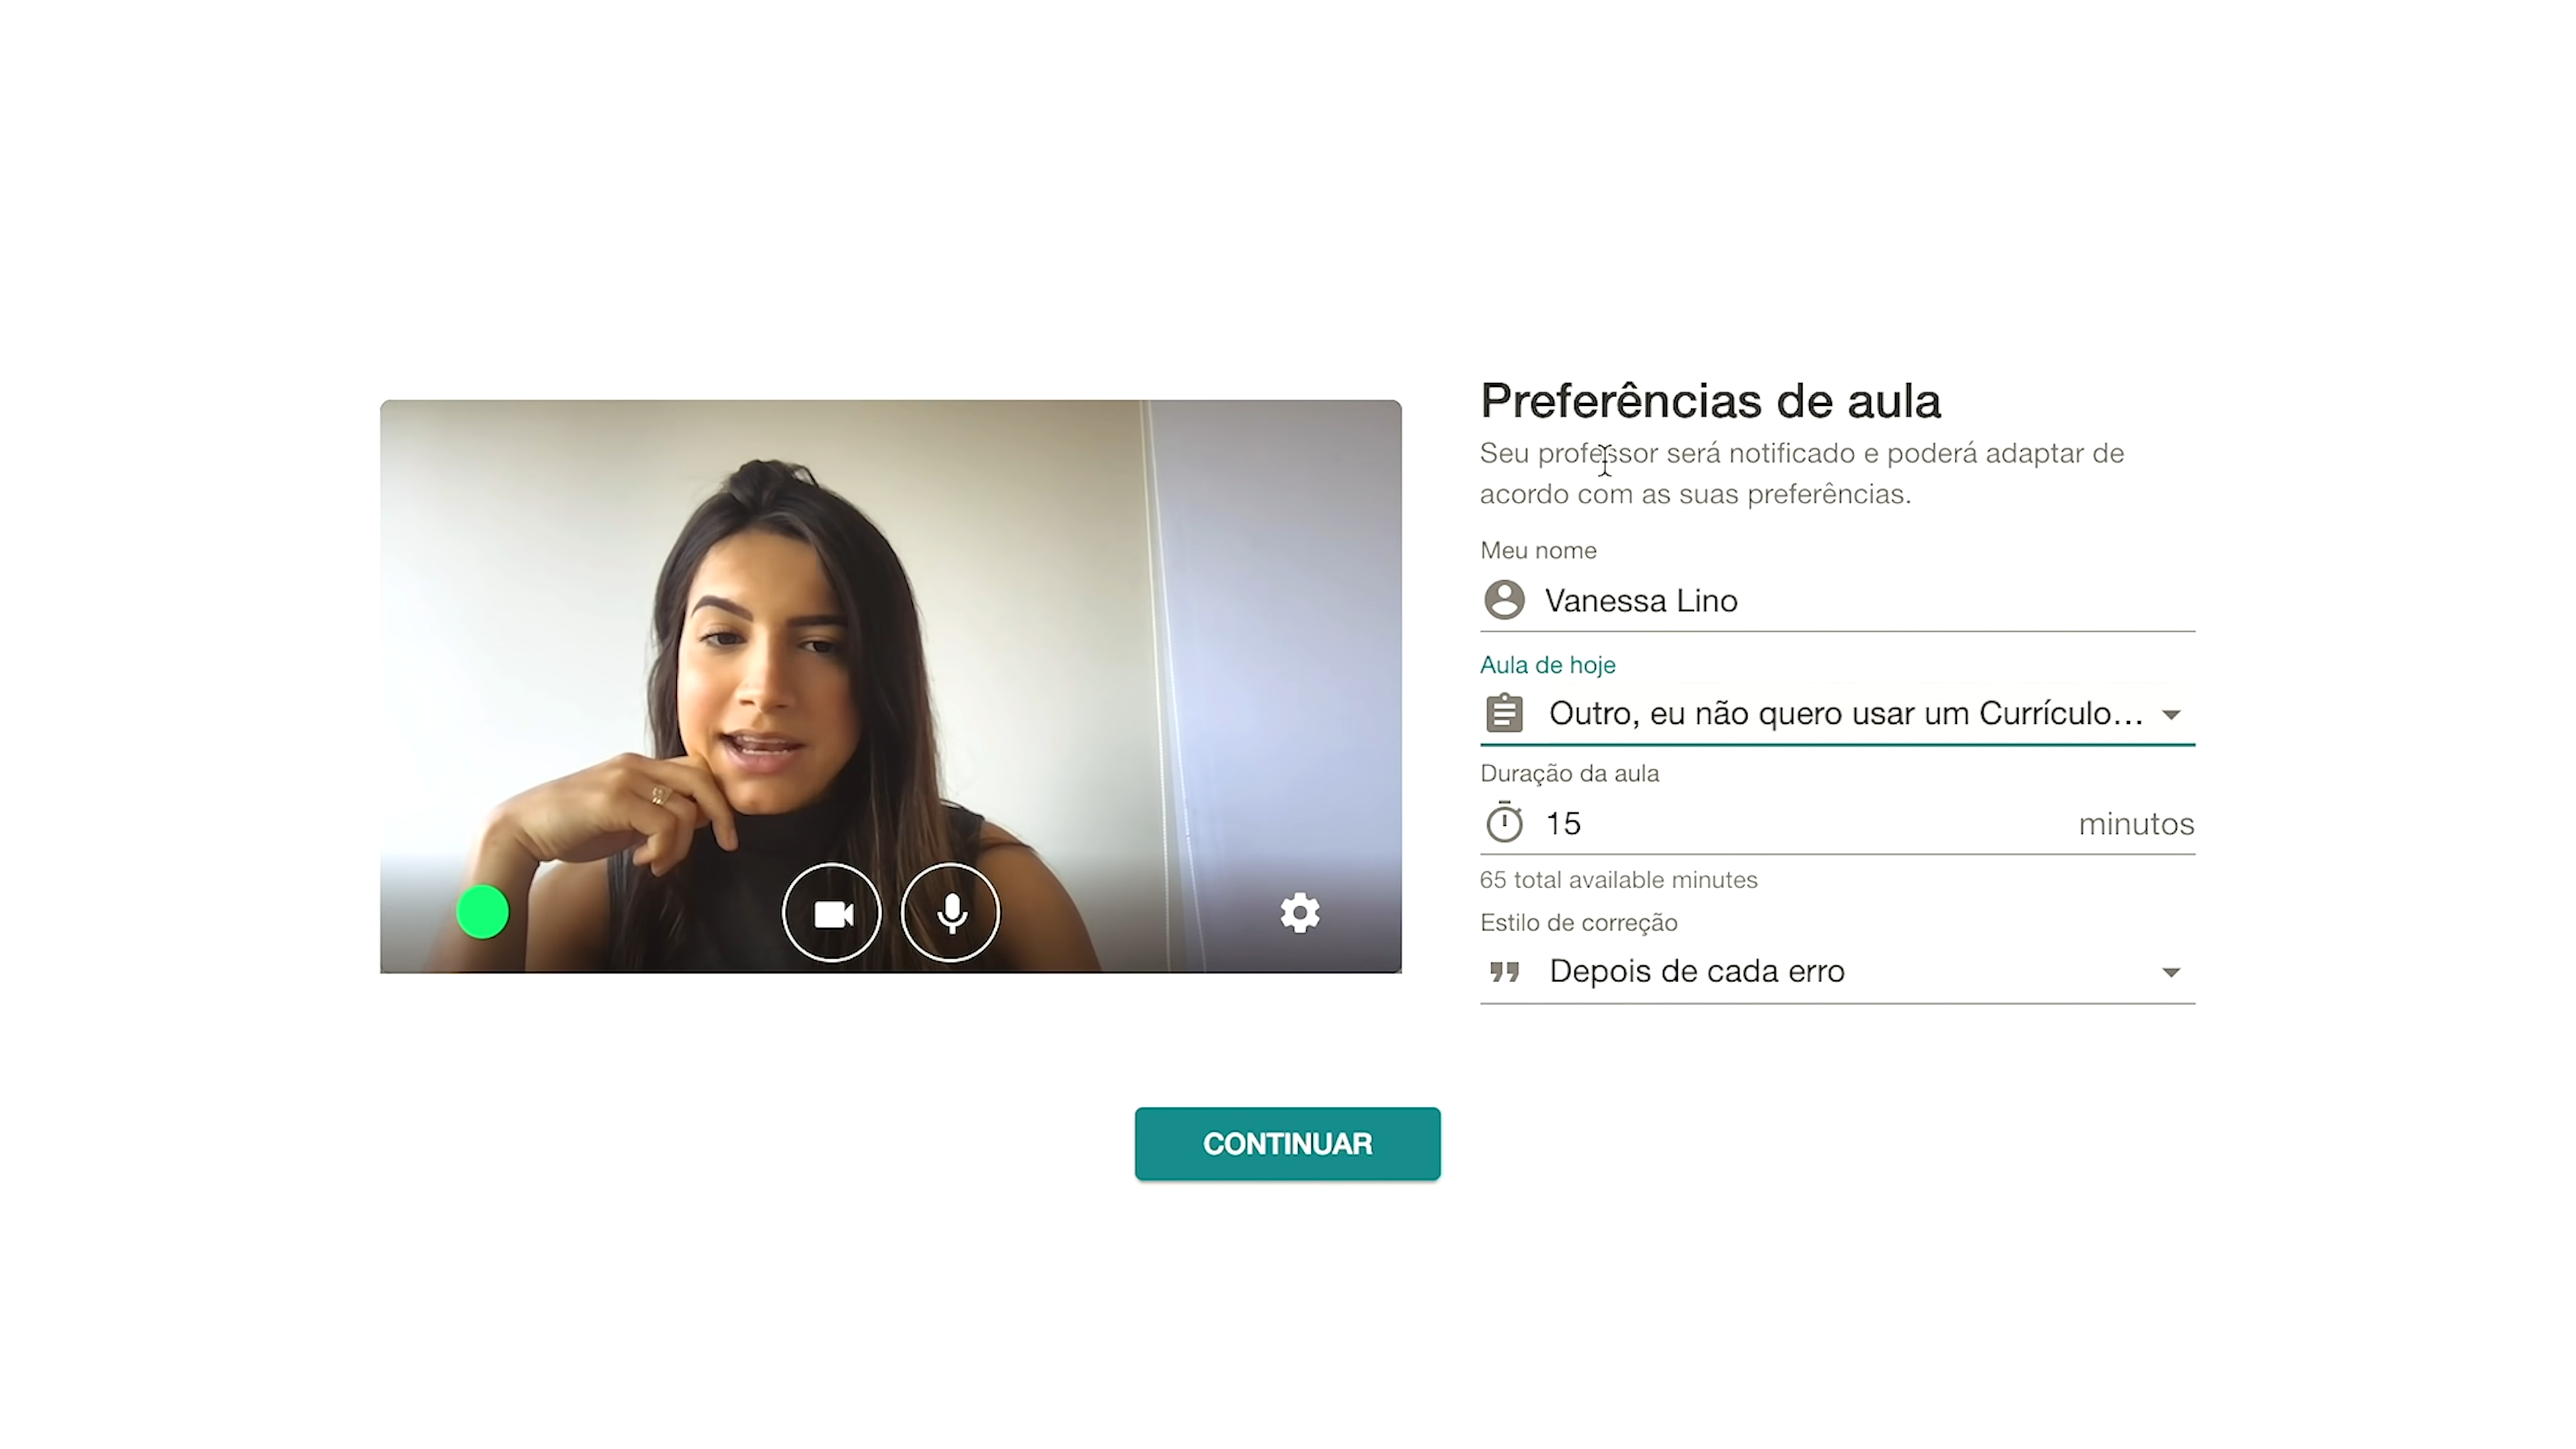 Preferências de aula
Seu professor será notificado e poderá adaptar de
acordo com as suas preferências.
Meu nome
Vanessa Lino
Aula de hoje
Outro, eu não quero usar um Currículo...
Duração da aula
15 minutos
65 total available minutes
Estilo de correção
Depois de cada erro
CONTINUAR